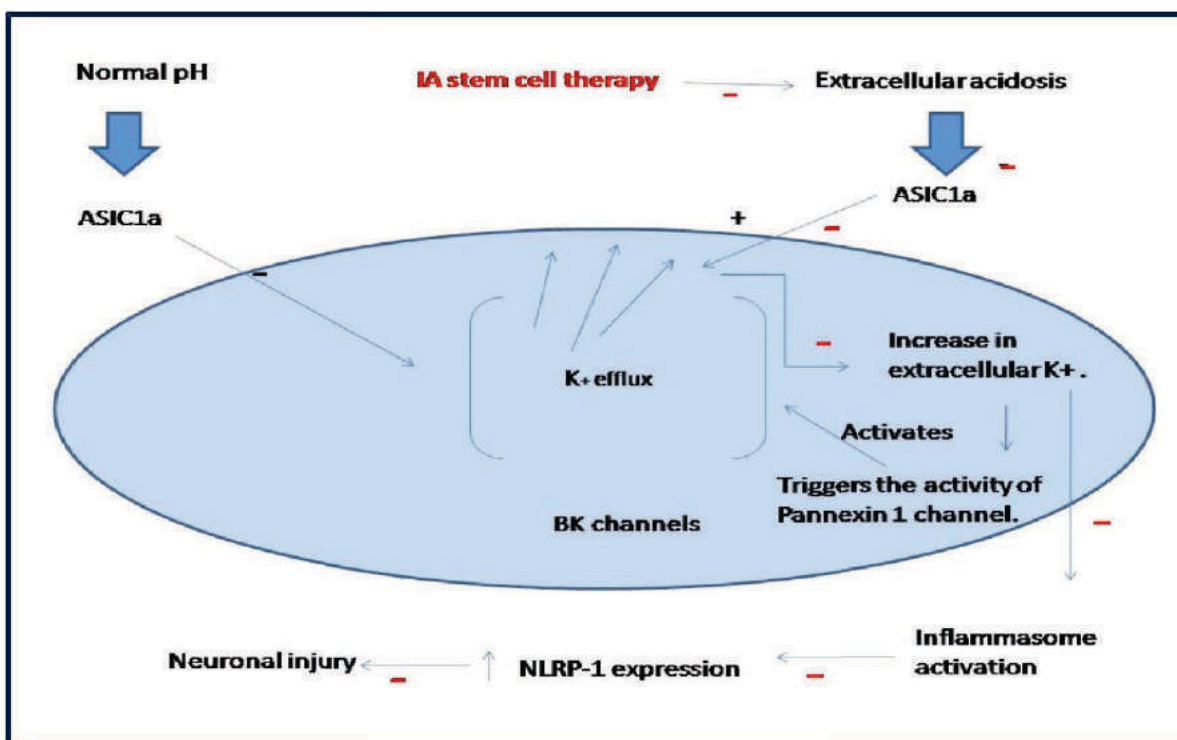 Normal pH
IA stem cell therapy
-
Extracellular acidosis
-
ASIC1a
ASIC1a
+
-
-
K+ efflux
-
Increase in
extracellular K+ .
Activates
Triggers the activity of
Pannexin 1 channel.
BK channels
-
Neuronal injury
-
NLRP-1 expression
-
Inflammasome
activation